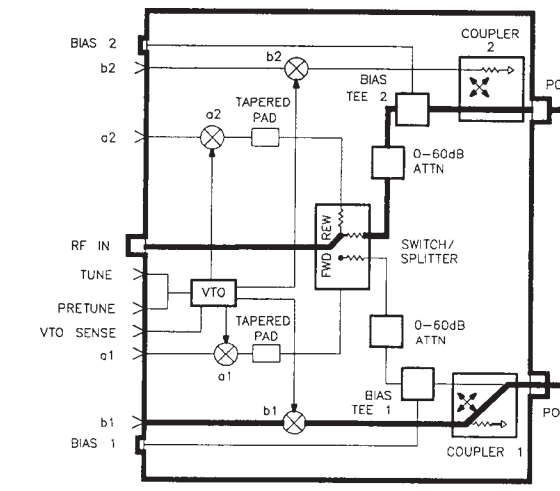 COUPLER
2
BIAS 2
b2
b2
BIAS
TEE 2
PO
TAPERED
PAD
a2
a2
0-60dB
ATTN
REW
RF IN
SWITCH/
SPLITTER
FWD
TUNE
VTO
PRETUNE
TAPERED
PAD
VTO SENSE
0-60dB
ATTN
a1
a1
BIAS
TEE 1
b1
b1
PO
BIAS 1
COUPLER 1